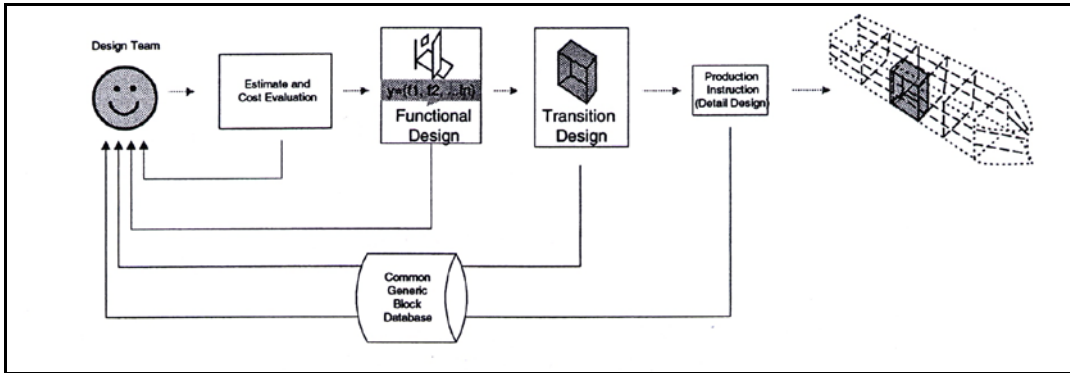 Design Team
Estimate and
Cost Evaluation
y=(f1, f2, ...fn)
Functional
Design
Transition
Design
Production
Instruction
(Detail Design)
Common
Generic
Block
Database